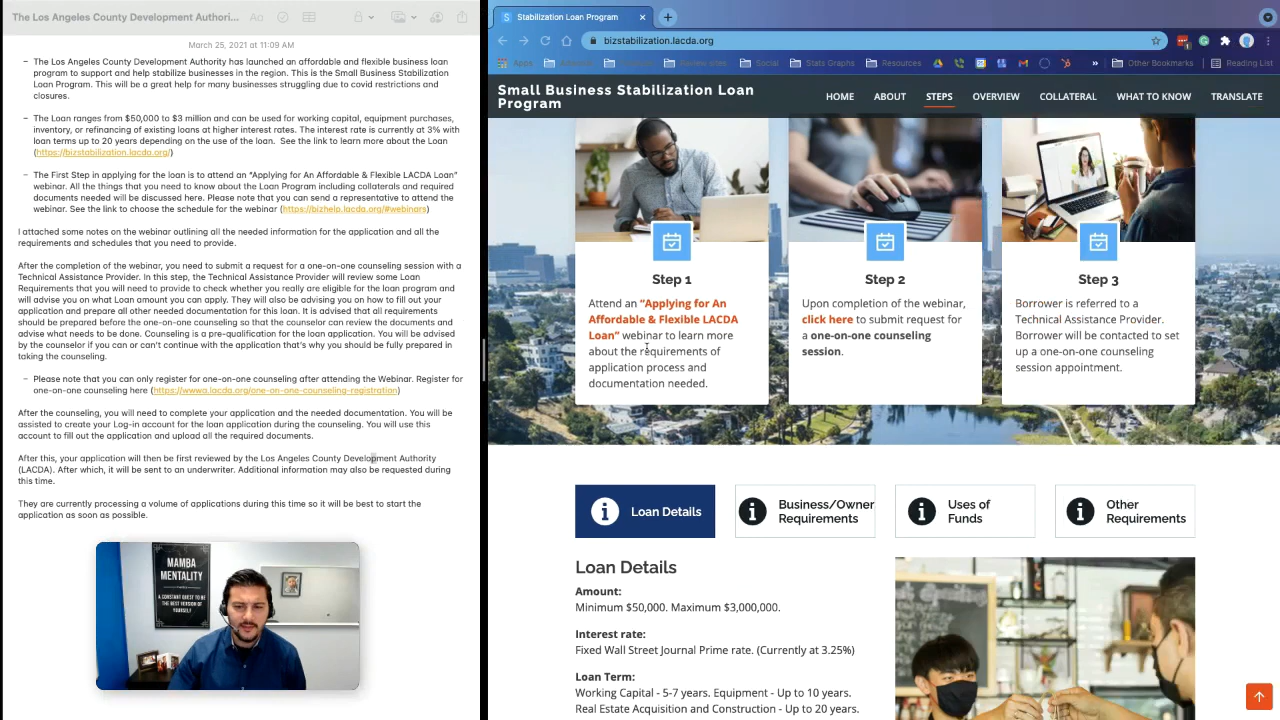 The Los Angeles County Development Authori...
Aa
March 25, 2021 at 11:09 AM
– The Los Angeles County Development Authority has launched an affordable and flexible business loan
program to support and help stabilize businesses in the region. This is the Small Business Stabilization
Loan Program. This will be a great help for many businesses struggling due to covid restrictions and
closures.
– The Loan ranges from $50,000 to $3 million and can be used for working capital, equipment purchases,
inventory, or refinancing of existing loans at higher interest rates. The interest rate is currently at 3% with
loan terms up to 20 years depending on the use of the loan. See the link to learn more about the Loan
(https://bizstabilization.lacda.org/)
– The First Step in applying for the loan is to attend an "Applying for An Affordable & Flexible LACDA Loan"
webinar. All the things that you need to know about the Loan Program including collaterals and required
documents needed will be discussed here. Please note that you can send a representative to attend the
webinar. See the link to choose the schedule for the webinar (https://bizhelp.lacda.org/#webinars)
I attached some notes on the webinar outlining all the needed information for the application and all the
requirements and schedules that you need to provide.
After the completion of the webinar, you need to submit a request for a one-on-one counseling session with a
Technical Assistance Provider. In this step, the Technical Assistance Provider will review some Loan
Requirements that you will need to provide to check whether you really are eligible for the loan program and
will advise you on what Loan amount you can apply. They will also be advising you on how to fill out your
application and prepare all other needed documentation for this loan. It is advised that all requirements
should be prepared before the one-on-one counseling so that the counselor can review the documents and
advise what needs to be done. Counseling is a pre-qualification for the loan application. You will be advised
by the counselor if you can or can't continue with the application that's why you should be fully prepared in
taking the counseling.
– Please note that you can only register for one-on-one counseling after attending the Webinar. Register for
one-on-one counseling here (https://wwwa.lacda.org/one-on-one-counseling-registration)
After the counseling, you will need to complete your application and the needed documentation. You will be
assisted to create your Log-in account for the loan application during the counseling. You will use this
account to fill out the application and upload all the required documents.
After this, your application will then be first reviewed by the Los Angeles County Development Authority
(LACDA). After which, it will be sent to an underwriter. Additional information may also be requested during
this time.
They are currently processing a volume of applications during this time so it will be best to start the
application as soon as possible.
MAMBA
MENTALITY
A CONSTANT QUEST TO BE
THE BEST VERSION OF
YOURSELF
S Stabilization Loan Program
bizstabilization.lacda.org
Apps
Review sites
Social
Stats Graphs
Resources
» Other Bookmarks
Reading List
Small Business Stabilization Loan
Program
HOME ABOUT STEPS OVERVIEW COLLATERAL WHAT TO KNOW TRANSLATE
Step 1
Attend an "Applying for An
Affordable & Flexible LACDA
Loan" webinar to learn more
about the requirements of
application process and
documentation needed.
Step 2
Upon completion of the webinar,
click here to submit request for
a one-on-one counseling
session.
Step 3
Borrower is referred to a
Technical Assistance Provider.
Borrower will be contacted to set
up a one-on-one counseling
session appointment.
Loan Details
Business/Owner
Requirements
Uses of
Funds
Other
Requirements
Loan Details
Amount:
Minimum $50,000. Maximum $3,000,000.
Interest rate:
Fixed Wall Street Journal Prime rate. (Currently at 3.25%)
Loan Term:
Working Capital - 5-7 years. Equipment - Up to 10 years.
Real Estate Acquisition and Construction - Up to 20 years.